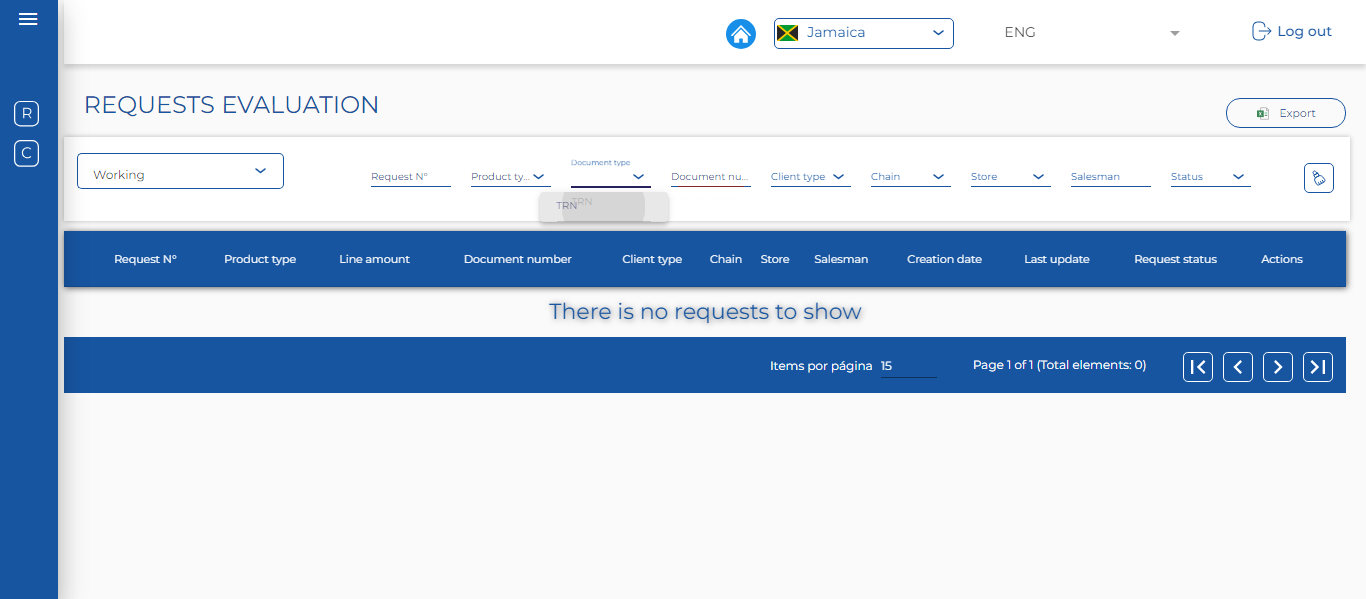 Jamaica
ENG
Log out
R
C
REQUESTS EVALUATION
Export
Working
Request N°
Product ty...
Document type
Document nu...
Client type
Chain
Store
Salesman
Status
TRN
TRN
Request N°
Product type
Line amount
Document number
Client type
Chain
Store
Salesman
Creation date
Last update
Request status
Actions
There is no requests to show
Items por página 15
Page 1 of 1 (Total elements: 0)